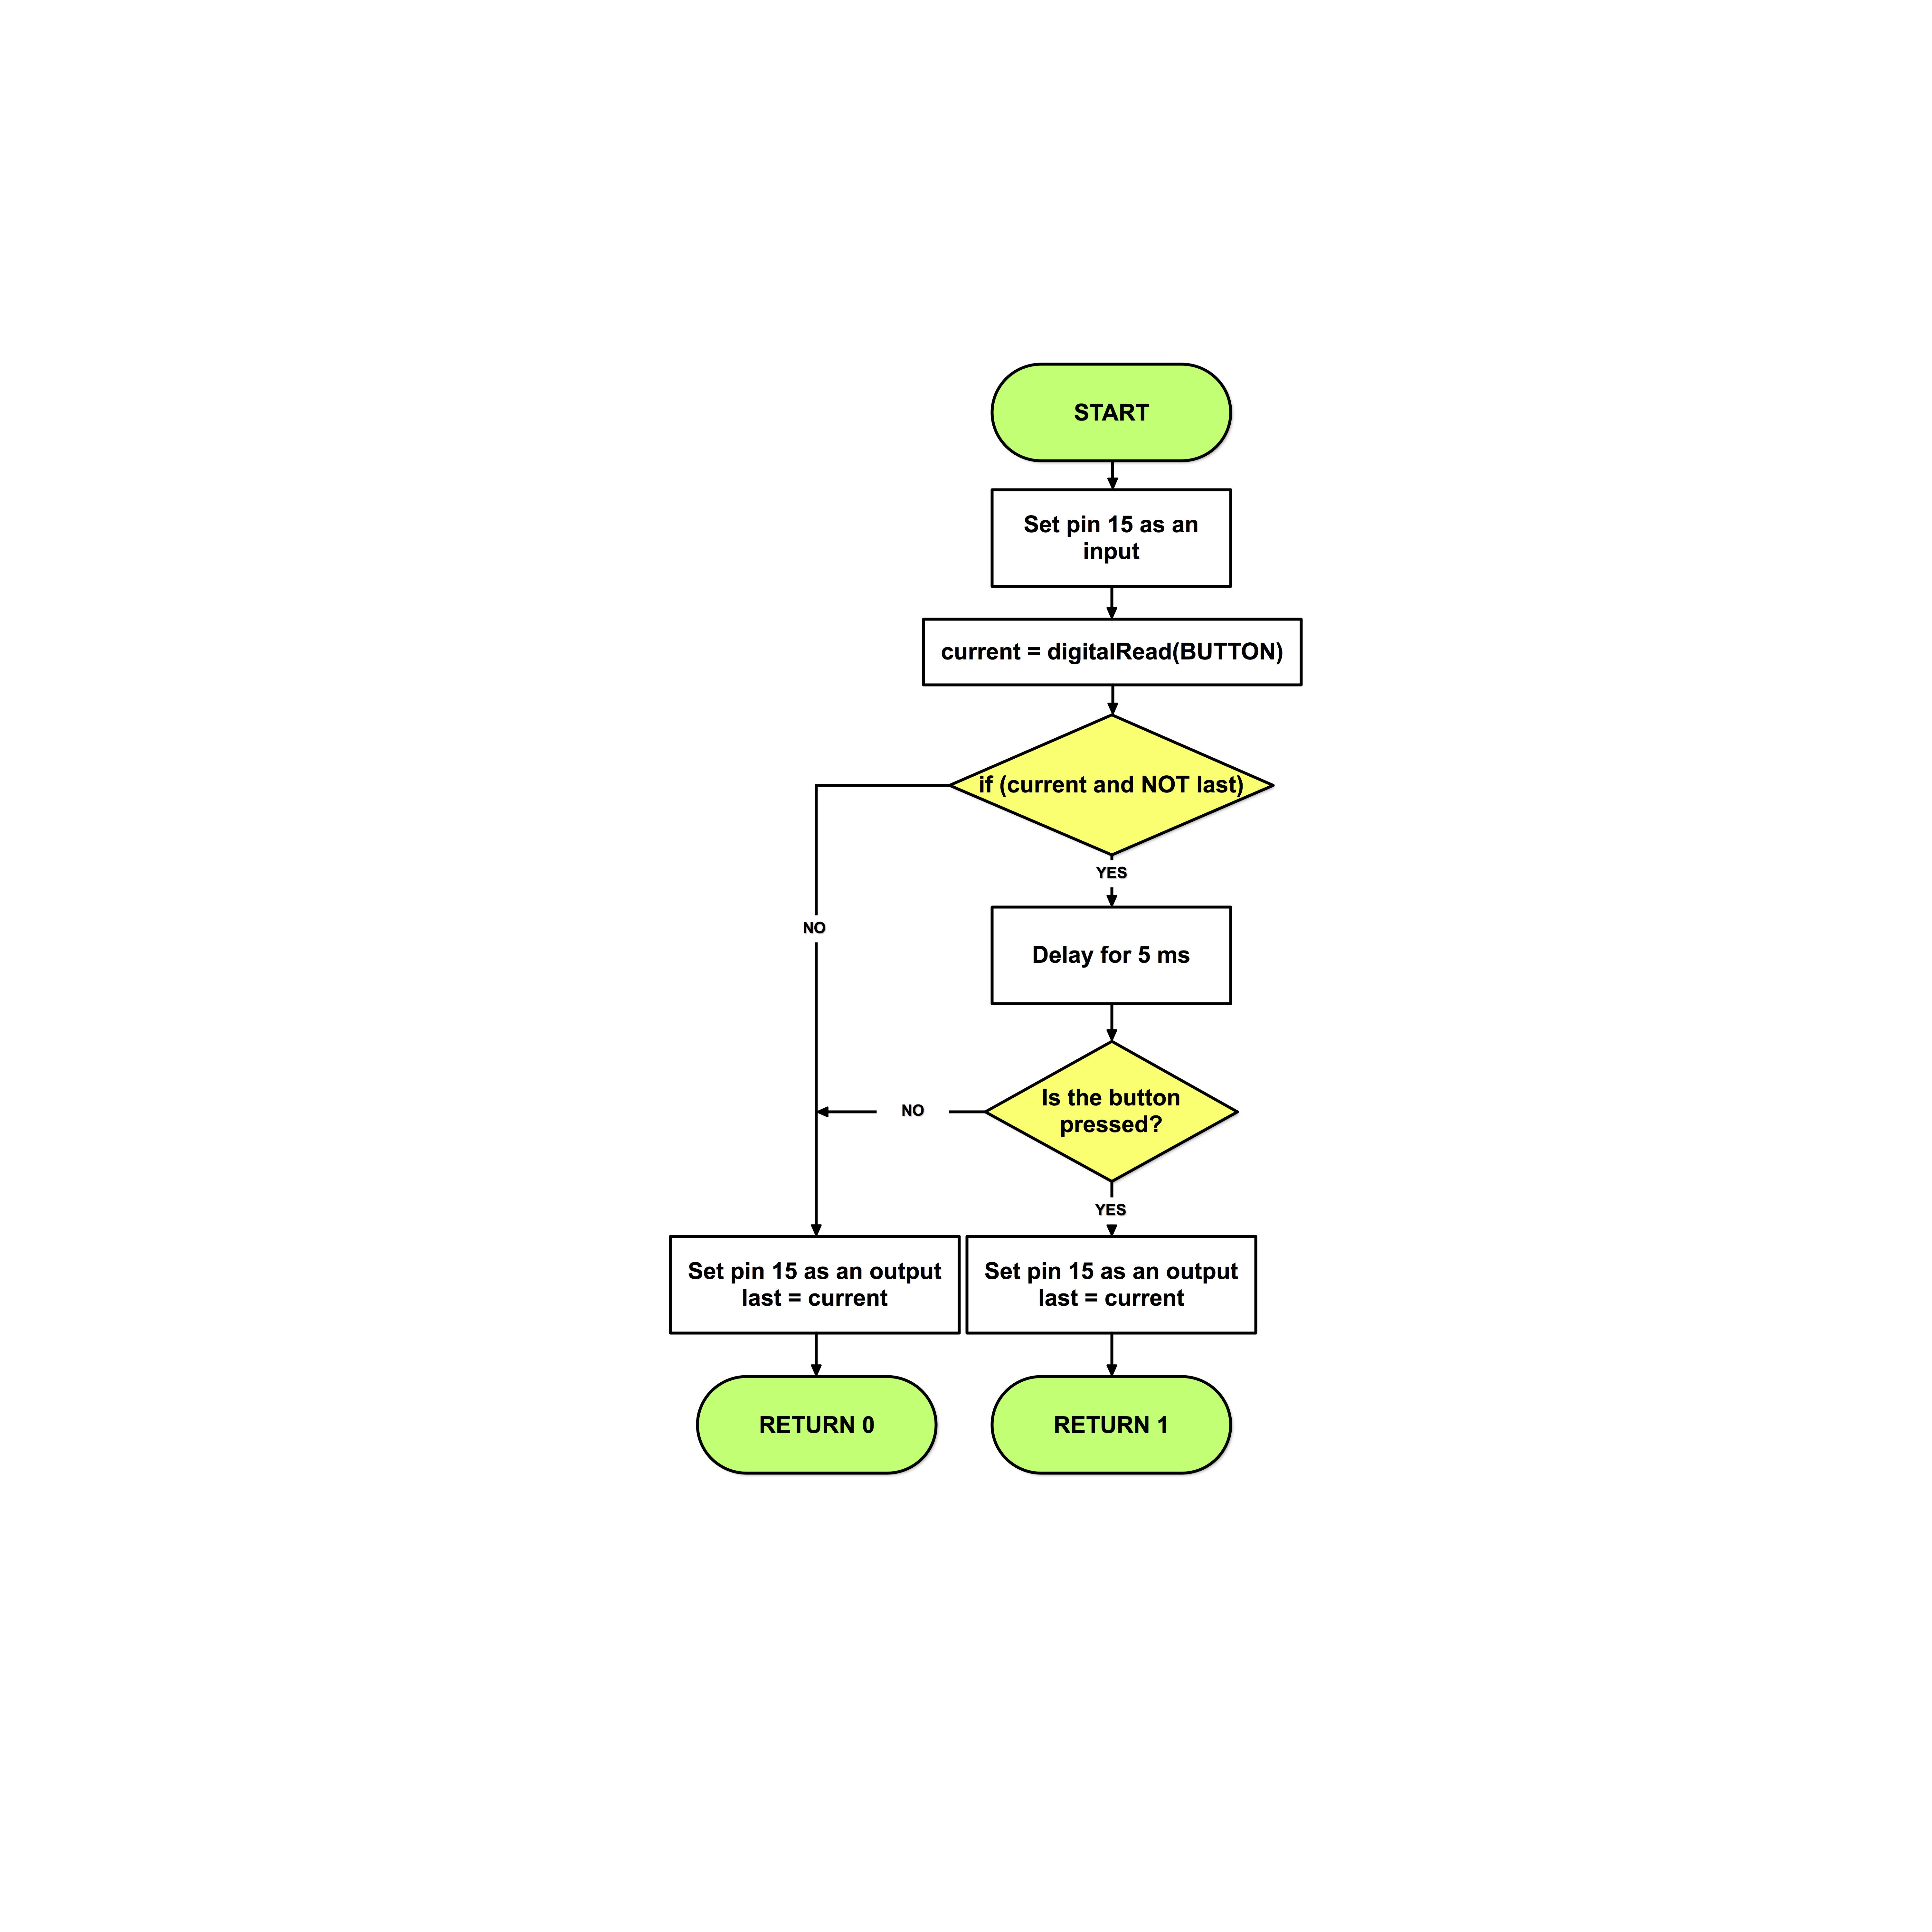 START
Set pin 15 as an
input
current = digitalRead(BUTTON)
if (current and NOT last)
YES
NO
Delay for 5 ms
Is the button
pressed?
NO
YES
Set pin 15 as an output
last = current
Set pin 15 as an output
last = current
RETURN 0
RETURN 1